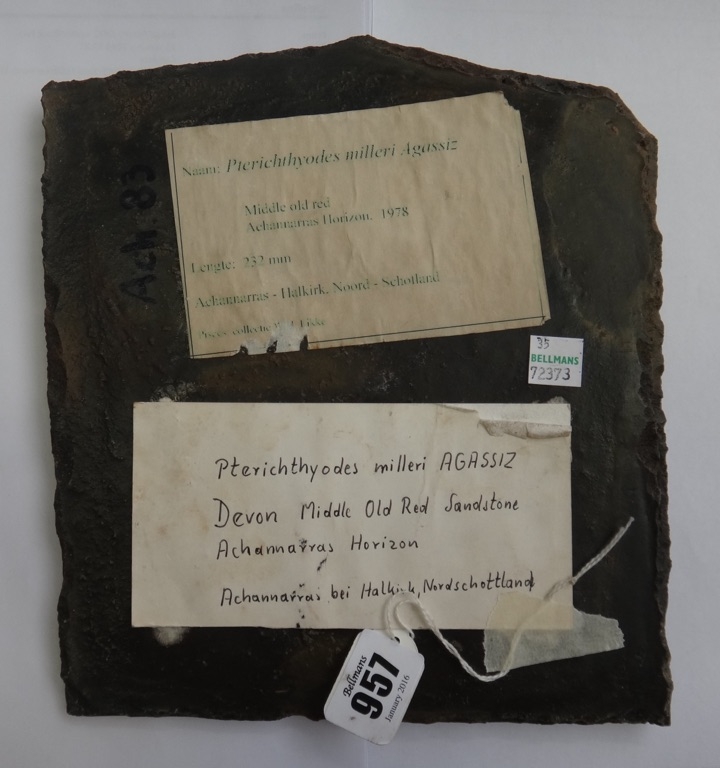 Ach. 83
Naam: Pterichthyodes milleri Agassiz
Middle old red
Achannarras Horizon. 1978
Lengte: 232 mm
Achannarras - Halkirk. Noord - Schotland
35
BELLMANS
72373
Pterichthyodes milleri AGASSIZ
Devon Middle Old Red Sandstone
Achannarras Horizon
Achannarras bei Halkirk, Nordschottland
Bellmans
957
January 2016